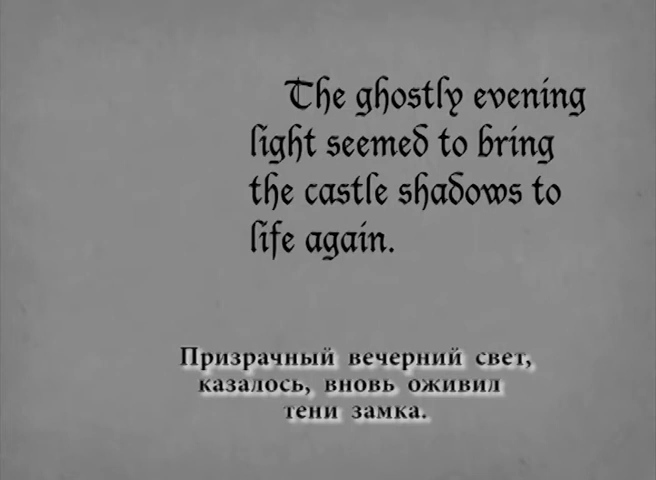 The ghostly evening
light seemed to bring
the castle shadows to
life again.
Призрачный вечерний свет,
казалось, вновь оживил
тени замка.